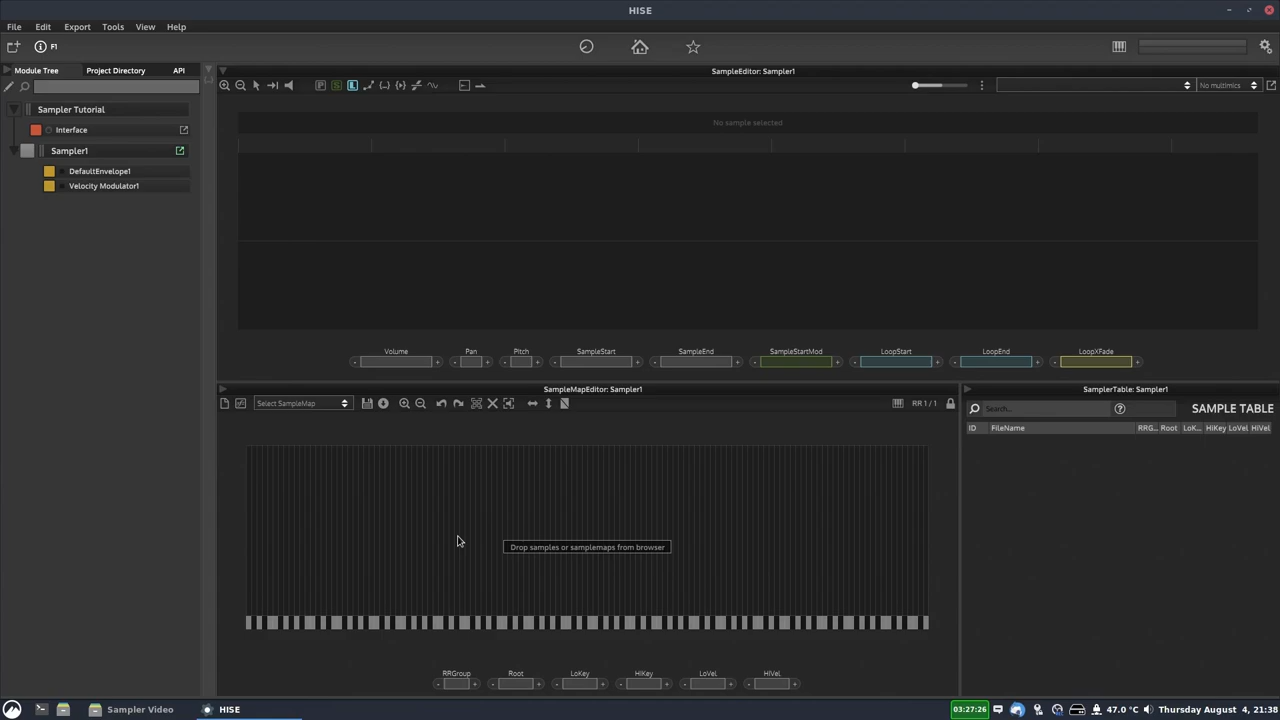 HISE
File Edit Export Tools View Help
F1
Module Tree Project Directory API
SampleEditor: Sampler1
P S L
No multimics
Sampler Tutorial
Interface
Sampler1
DefaultEnvelope1
Velocity Modulator1
No sample selected
Volume Pan Pitch SampleStart SampleEnd SampleStartMod LoopStart LoopEnd LoopXFade
- + - + - + - + - + - + - + - + - +
SampleMapEditor: Sampler1
SamplerTable: Sampler1
Select SampleMap
RR 1 / 1
Search...
SAMPLE TABLE
ID FileName RRG... Root LoK... HiKey LoVel HiVel
Drop samples or samplemaps from browser
RRGroup Root LoKey HiKey LoVel HiVel
- + - + - + - + - + - +
Sampler Video HISE 03:27:26 47.0 °C Thursday August 4, 21:38